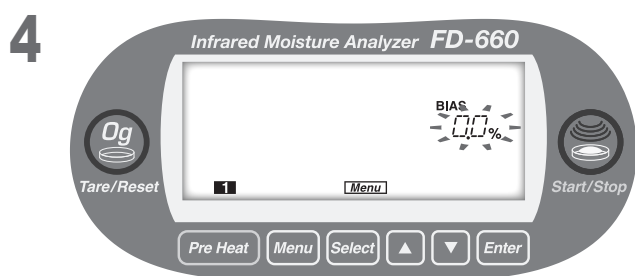 4
Infrared Moisture Analyzer FD-660
BIAS
0.0%
0g
Tare/Reset
Start/Stop
1
Menu
Pre Heat Menu Select ▲ ▼ Enter